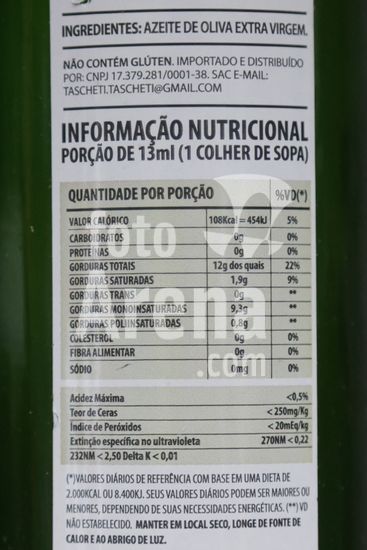 INGREDIENTES: AZEITE DE OLIVA EXTRA VIRGEM.
NÃO CONTÉM GLÚTEN. IMPORTADO E DISTRIBUÍDO
POR: CNPJ 17.379.281/0001-38. SAC E-MAIL:
TASCHETI.TASCHETI@GMAIL.COM
INFORMAÇÃO NUTRICIONAL
PORÇÃO DE 13ml (1 COLHER DE SOPA)
QUANTIDADE POR PORÇÃO %VD(*)
VALOR CALÓRICO 108Kcal = 454kJ 5%
CARBOIDRATOS 0g 0%
PROTEÍNAS 0g 0%
GORDURAS TOTAIS 12g dos quais 22%
GORDURAS SATURADAS 1,9g 9%
GORDURAS TRANS 0g **
GORDURAS MONOINSATURADAS 9,3g **
GORDURAS POLIINSATURADAS 0,8g **
COLESTEROL 0g 0%
FIBRA ALIMENTAR 0g 0%
SÓDIO 0mg 0%
foto
arena
.com
Acidez Máxima <0,5%
Teor de Ceras < 250mg/Kg
Índice de Peróxidos < 20mEq/kg
Extinção específica no ultravioleta 270NM < 0,22
232NM < 2,50 Delta K < 0,01
(*)VALORES DIÁRIOS DE REFERÊNCIA COM BASE EM UMA DIETA DE
2.000KCAL OU 8.400KJ. SEUS VALORES DIÁRIOS PODEM SER MAIORES OU
MENORES, DEPENDENDO DE SUAS NECESSIDADES ENERGÉTICAS. (**) VD
NÃO ESTABELECIDO. MANTER EM LOCAL SECO, LONGE DE FONTE DE
CALOR E AO ABRIGO DE LUZ.